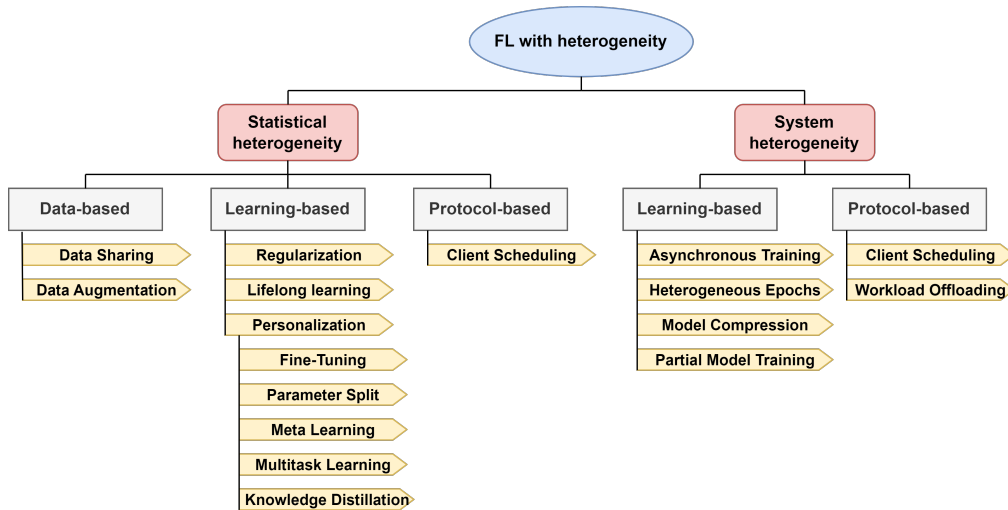 FL with heterogeneity
Statistical
heterogeneity
System
heterogeneity
Data-based
Learning-based
Protocol-based
Learning-based
Protocol-based
Data Sharing
Data Augmentation
Regularization
Lifelong learning
Personalization
Fine-Tuning
Parameter Split
Meta Learning
Multitask Learning
Knowledge Distillation
Client Scheduling
Asynchronous Training
Heterogeneous Epochs
Model Compression
Partial Model Training
Client Scheduling
Workload Offloading